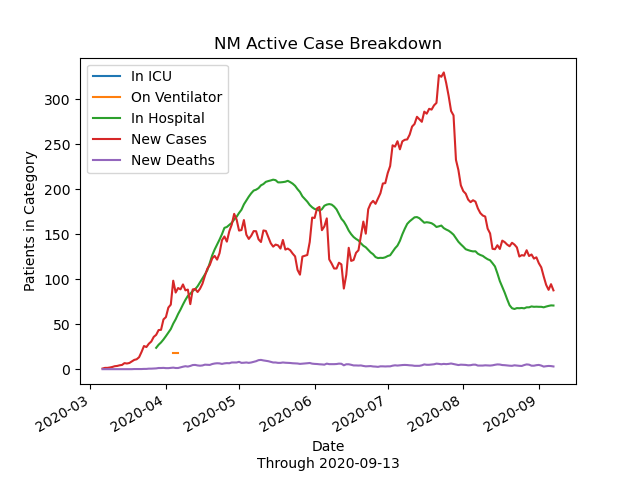 NM Active Case Breakdown
In ICU
On Ventilator
In Hospital
New Cases
New Deaths
Patients in Category
300
250
200
150
100
50
0
2020-03
2020-04
2020-05
2020-06
2020-07
2020-08
2020-09
Date
Through 2020-09-13